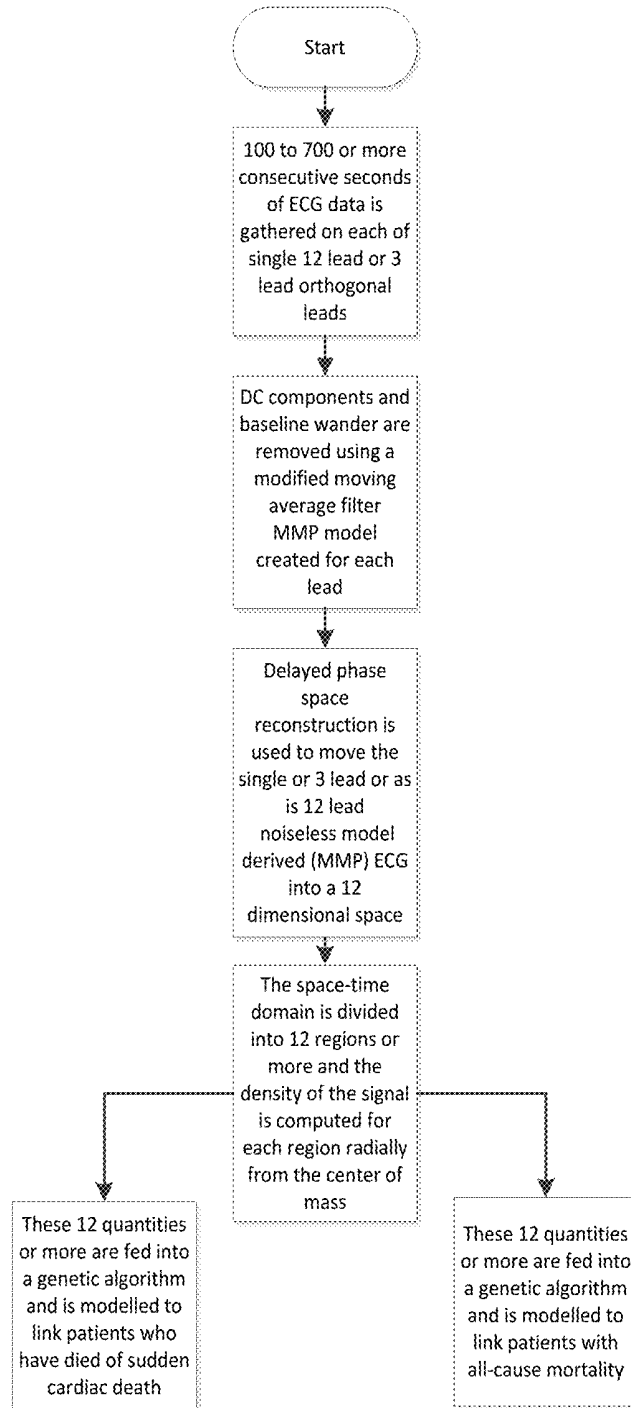 Start
100 to 700 or more
consecutive seconds
of ECG data is
gathered on each of
single 12 lead or 3
lead orthogonal
leads
DC components and
baseline wander are
removed using a
modified moving
average filter
MMP model
created for each
lead
Delayed phase
space
reconstruction is
used to move the
single or 3 lead or as
is 12 lead
noiseless model
derived (MMP) ECG
into a 12
dimensional space
The space-time
domain is divided
into 12 regions or
more and the
density of the signal
is computed for
each region radially
from the center of
mass
These 12 quantities
or more are fed into
a genetic algorithm
and is modelled to
link patients who
have died of sudden
cardiac death
These 12 quantities
or more are fed into
a genetic algorithm
and is modelled to
link patients with
all-cause mortality